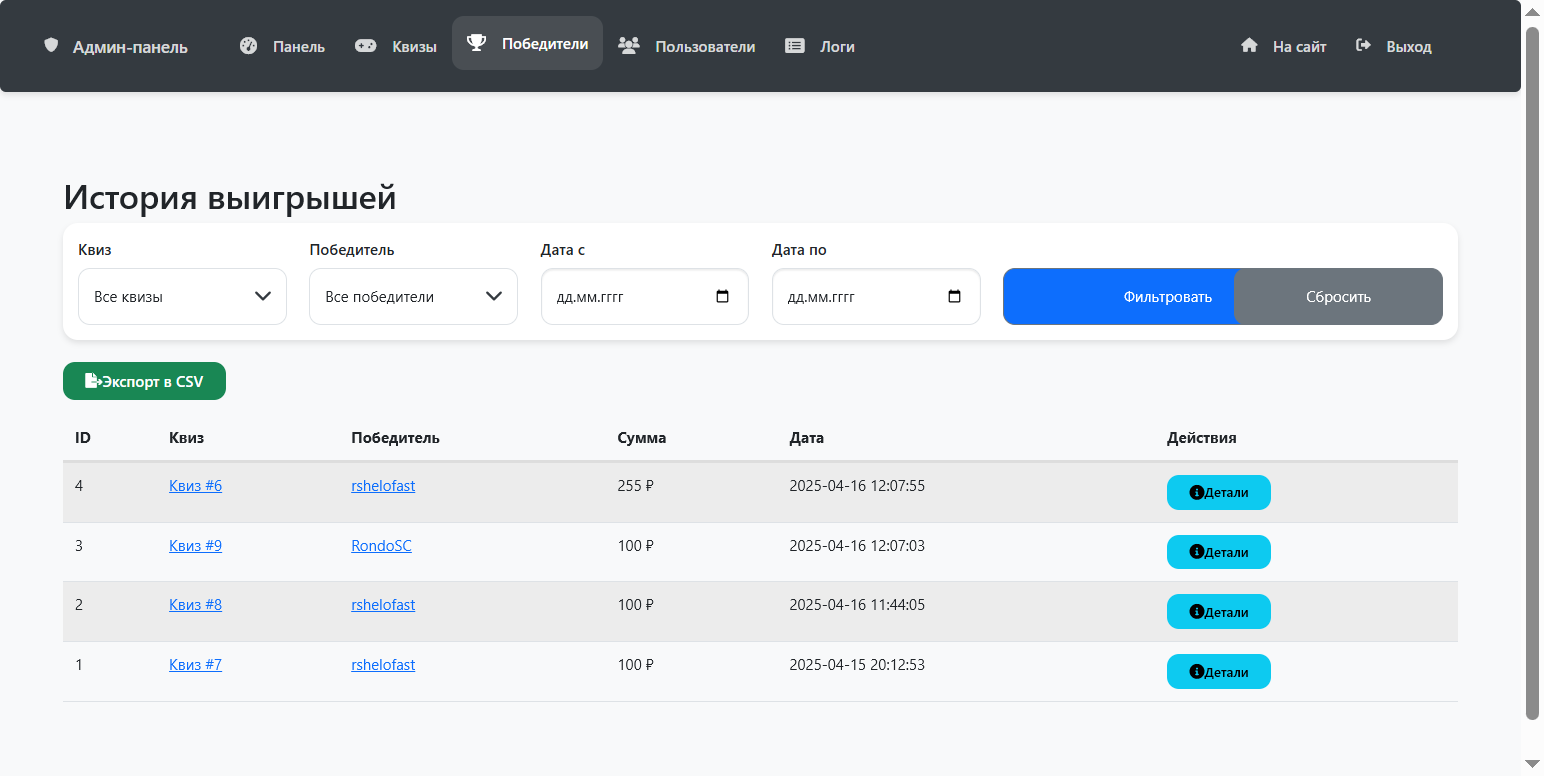 Админ-панель Панель Квизы Победители Пользователи Логи На сайт Выход
История выигрышей
Квиз Победитель Дата с Дата по
Все квизы Все победители дд.мм.гггг дд.мм.гггг Фильтровать Сбросить
Экспорт в CSV
ID Квиз Победитель Сумма Дата Действия
4 Квиз #6 rshelofast 255 ₽ 2025-04-16 12:07:55 Детали
3 Квиз #9 RondoSC 100 ₽ 2025-04-16 12:07:03 Детали
2 Квиз #8 rshelofast 100 ₽ 2025-04-16 11:44:05 Детали
1 Квиз #7 rshelofast 100 ₽ 2025-04-15 20:12:53 Детали